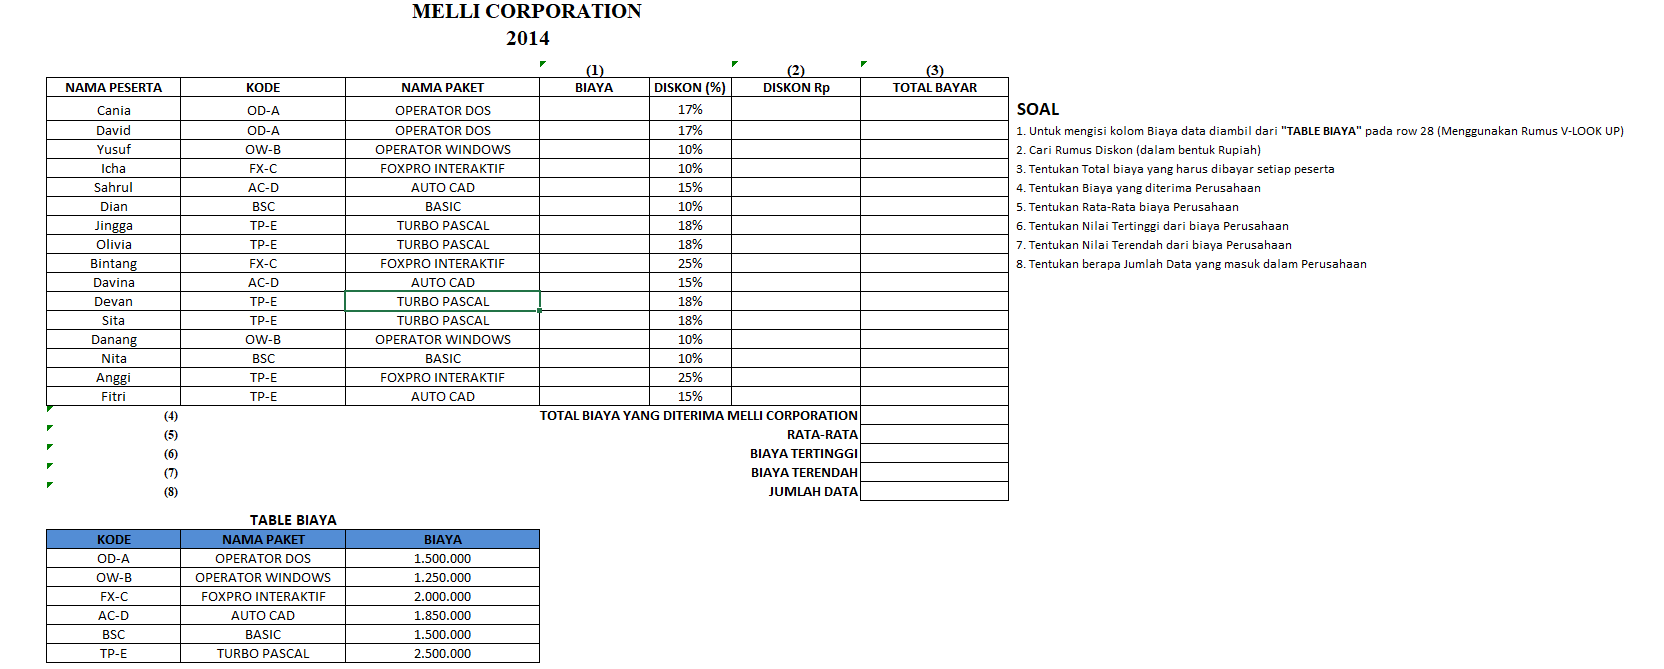 MELLI CORPORATION
2014
(1) (2) (3)
NAMA PESERTA KODE NAMA PAKET BIAYA DISKON (%) DISKON Rp TOTAL BAYAR
Cania OD-A OPERATOR DOS 17%
David OD-A OPERATOR DOS 17%
Yusuf OW-B OPERATOR WINDOWS 10%
Icha FX-C FOXPRO INTERAKTIF 10%
Sahrul AC-D AUTO CAD 15%
Dian BSC BASIC 10%
Jingga TP-E TURBO PASCAL 18%
Olivia TP-E TURBO PASCAL 18%
Bintang FX-C FOXPRO INTERAKTIF 25%
Davina AC-D AUTO CAD 15%
Devan TP-E TURBO PASCAL 18%
Sita TP-E TURBO PASCAL 18%
Danang OW-B OPERATOR WINDOWS 10%
Nita BSC BASIC 10%
Anggi TP-E FOXPRO INTERAKTIF 25%
Fitri TP-E AUTO CAD 15%
(4) TOTAL BIAYA YANG DITERIMA MELLI CORPORATION
(5) RATA-RATA
(6) BIAYA TERTINGGI
(7) BIAYA TERENDAH
(8) JUMLAH DATA
SOAL
1. Untuk mengisi kolom Biaya data diambil dari "TABLE BIAYA" pada row 28 (Menggunakan Rumus V-LOOK UP)
2. Cari Rumus Diskon (dalam bentuk Rupiah)
3. Tentukan Total biaya yang harus dibayar setiap peserta
4. Tentukan Biaya yang diterima Perusahaan
5. Tentukan Rata-Rata biaya Perusahaan
6. Tentukan Nilai Tertinggi dari biaya Perusahaan
7. Tentukan Nilai Terendah dari biaya Perusahaan
8. Tentukan berapa Jumlah Data yang masuk dalam Perusahaan
TABLE BIAYA
KODE NAMA PAKET BIAYA
OD-A OPERATOR DOS 1.500.000
OW-B OPERATOR WINDOWS 1.250.000
FX-C FOXPRO INTERAKTIF 2.000.000
AC-D AUTO CAD 1.850.000
BSC BASIC 1.500.000
TP-E TURBO PASCAL 2.500.000